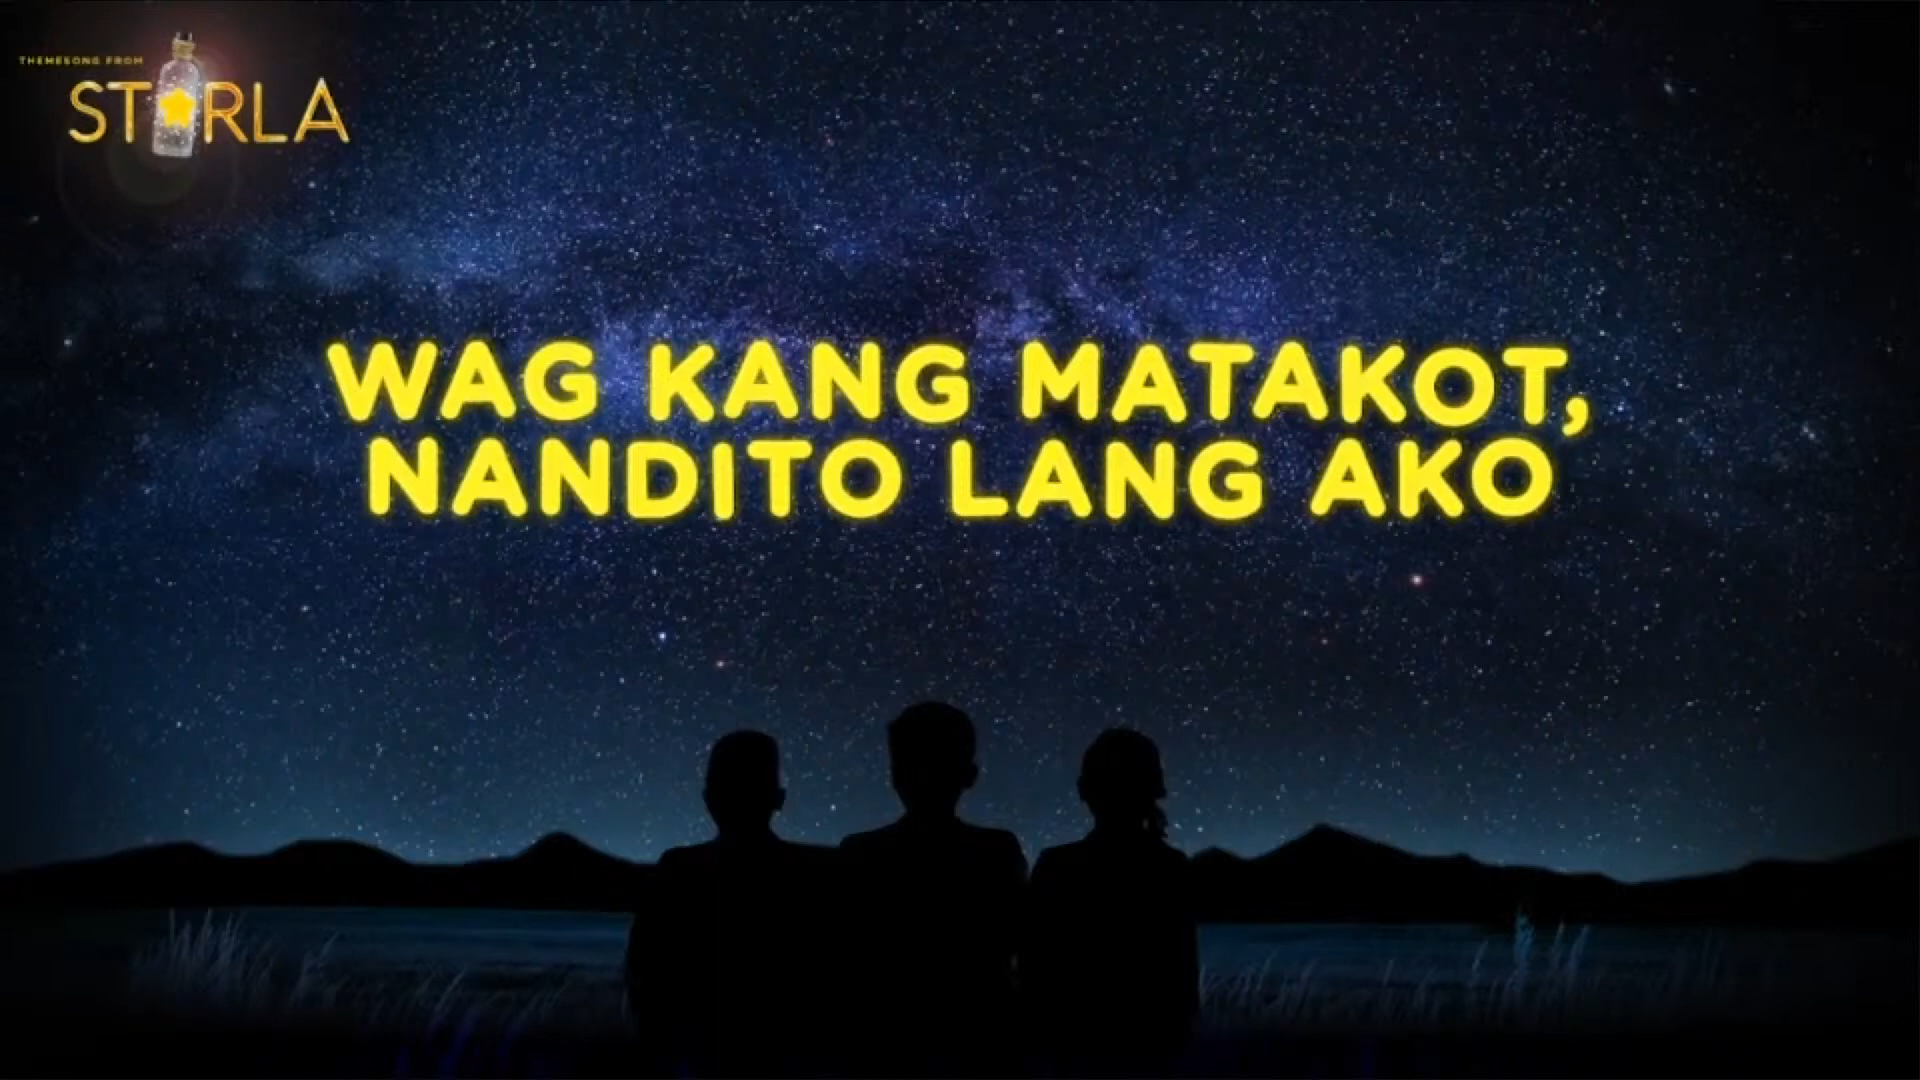 THEMESONG FROM
STARLA
WAG KANG MATAKOT,
NANDITO LANG AKO